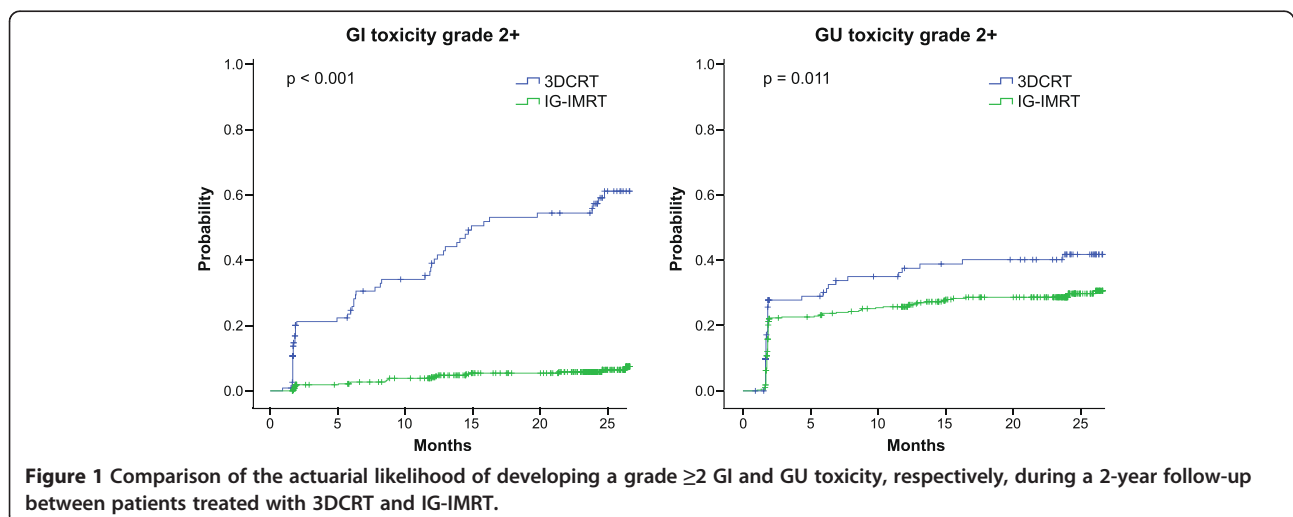 GI toxicity grade 2+
p < 0.001
3DCRT
IG-IMRT
1.0
0.8
0.6
0.4
0.2
0.0
Probability
0 5 10 15 20 25
Months
GU toxicity grade 2+
p = 0.011
3DCRT
IG-IMRT
1.0
0.8
0.6
0.4
0.2
0.0
Probability
0 5 10 15 20 25
Months
Figure 1 Comparison of the actuarial likelihood of developing a grade ≥2 GI and GU toxicity, respectively, during a 2-year follow-up
between patients treated with 3DCRT and IG-IMRT.